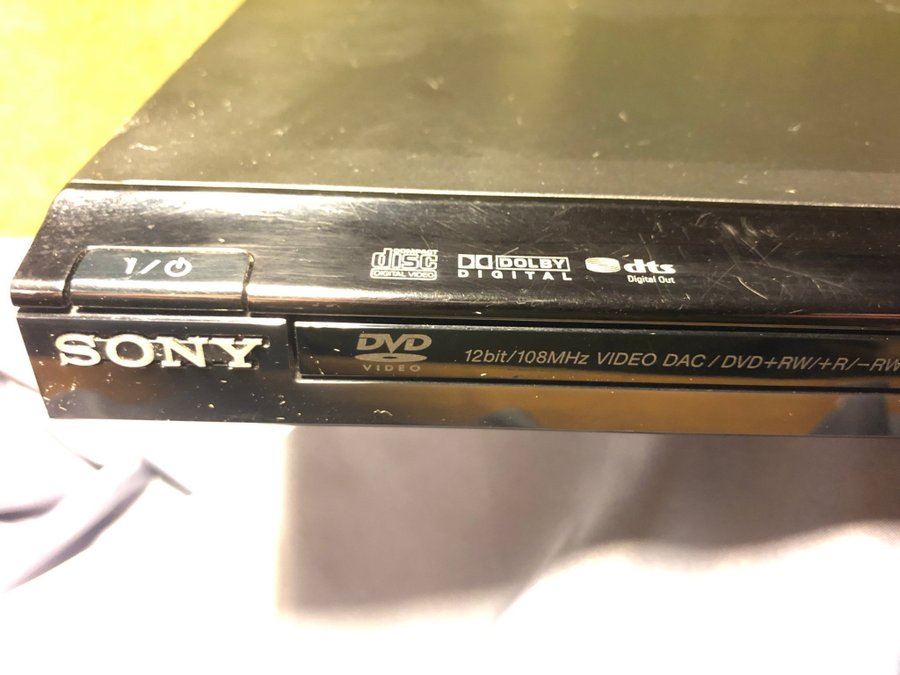 I/⏻
COMPACT
disc
DIGITAL VIDEO
DOLBY
DIGITAL
dts
Digital Out
SONY
DVD
VIDEO
12bit/108MHz VIDEO DAC / DVD+RW/+R/-RW